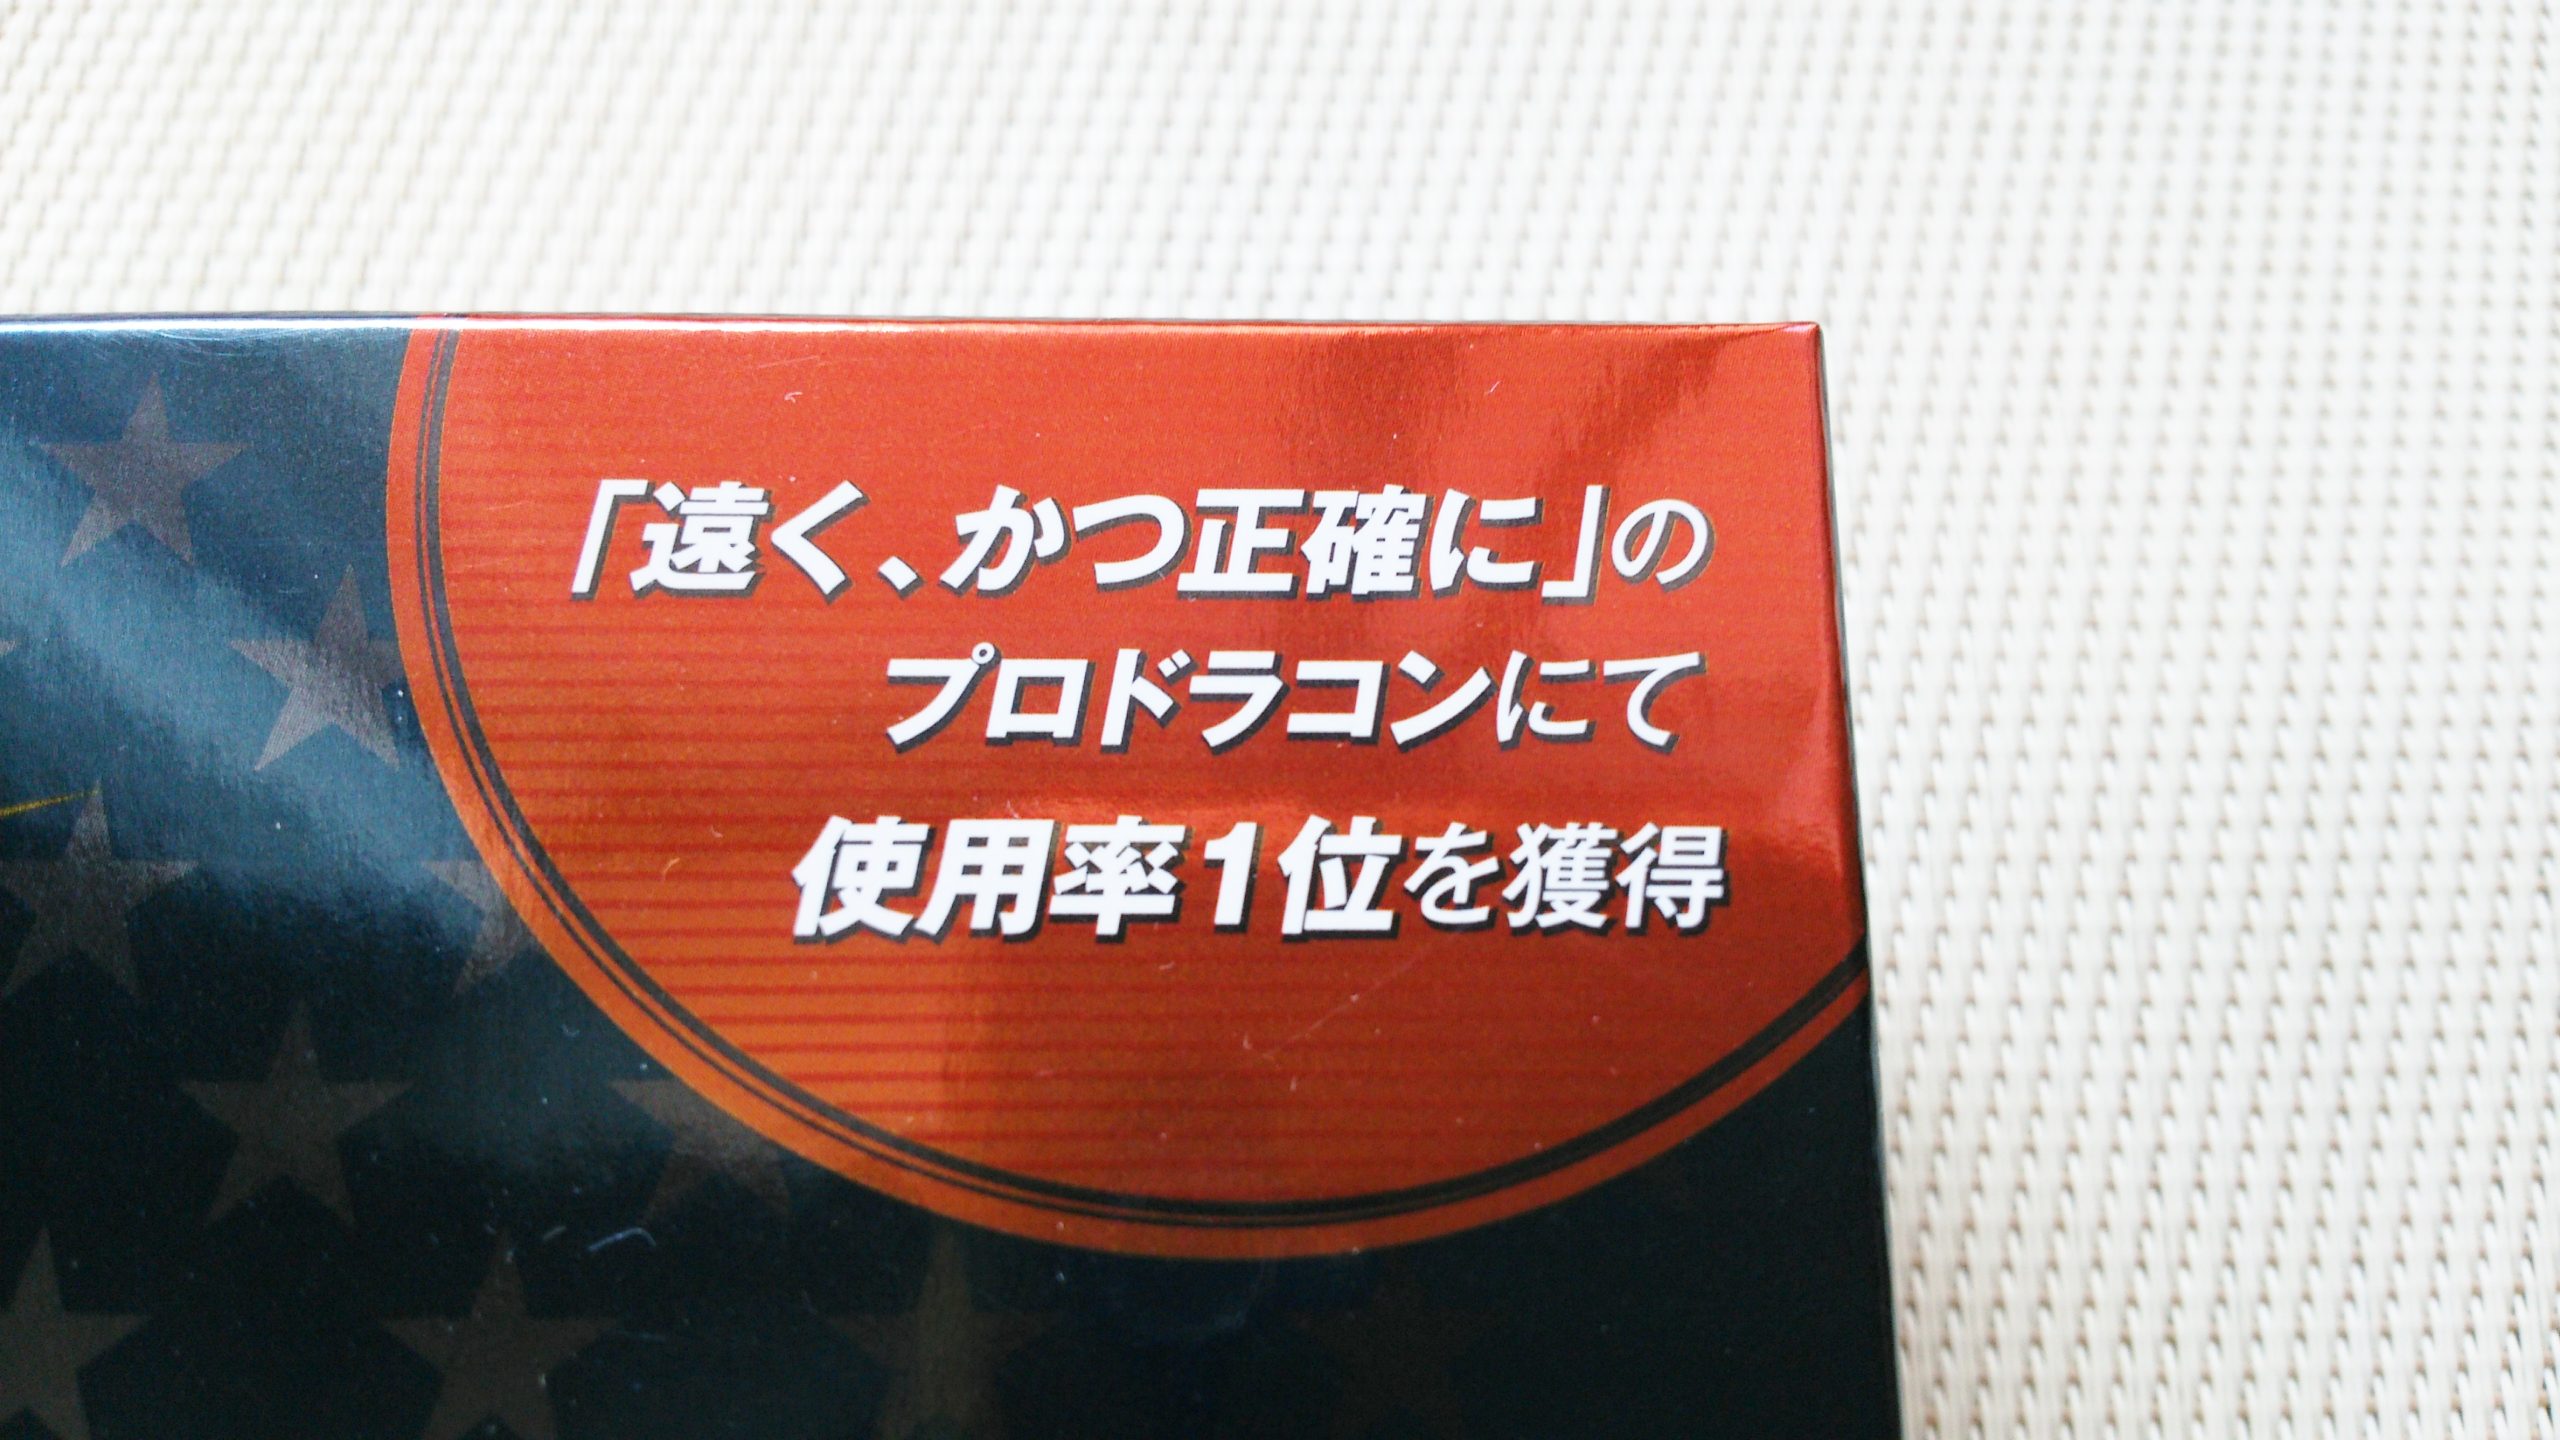 「遠く、かつ正確に」の
プロドラコンにて
使用率1位を獲得